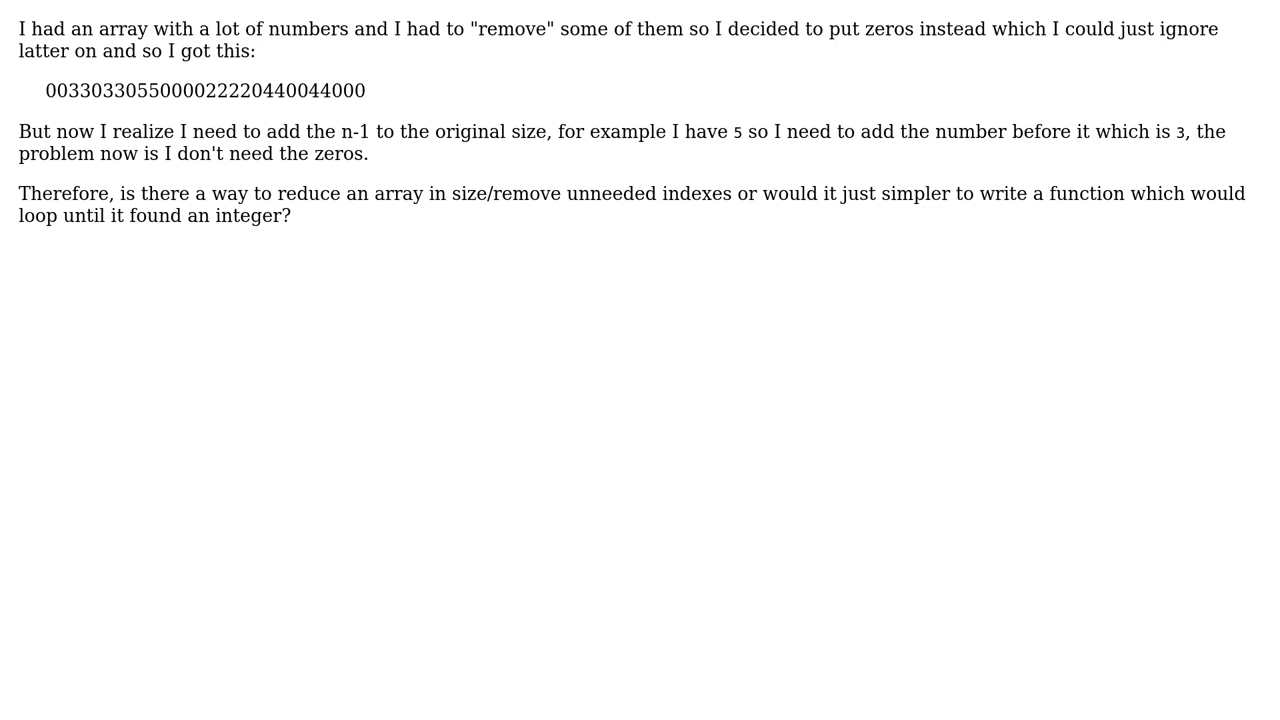 I had an array with a lot of numbers and I had to "remove" some of them so I decided to put zeros instead which I could just ignore
latter on and so I got this:
0033033055000022220440044000
But now I realize I need to add the n-1 to the original size, for example I have 5 so I need to add the number before it which is 3, the
problem now is I don't need the zeros.
Therefore, is there a way to reduce an array in size/remove unneeded indexes or would it just simpler to write a function which would
loop until it found an integer?